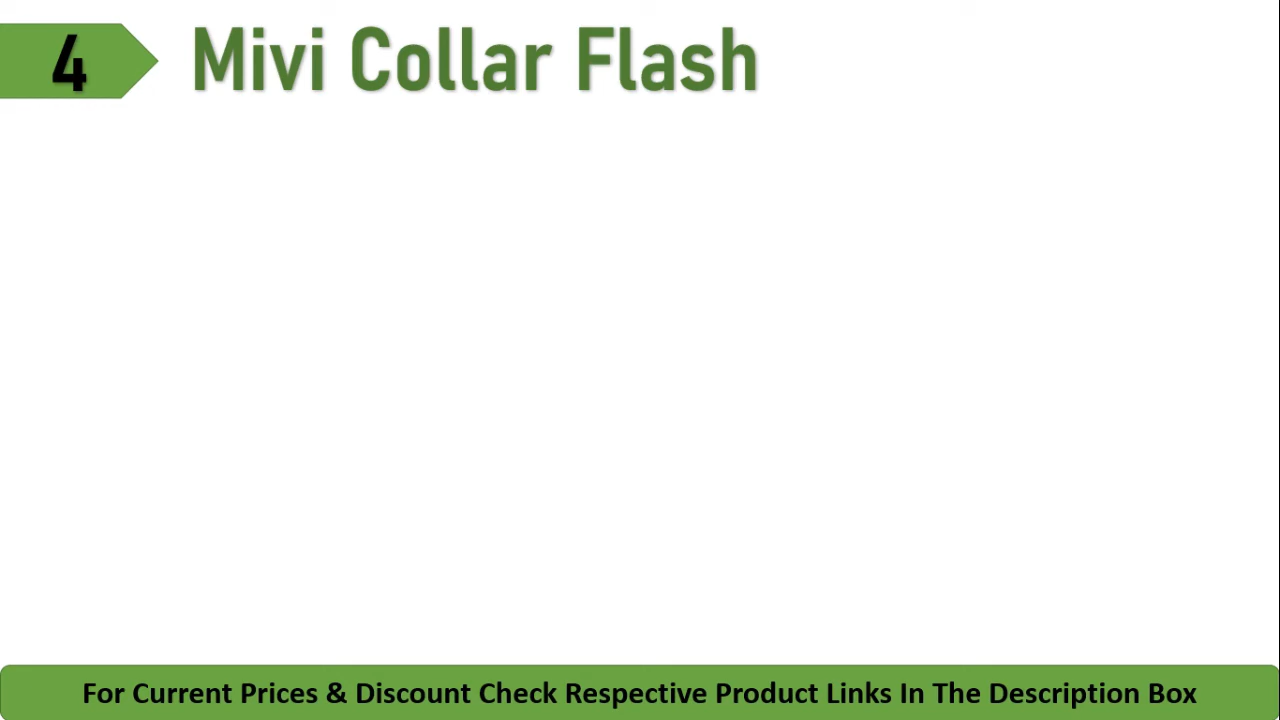 4 Mivi Collar Flash
For Current Prices & Discount Check Respective Product Links In The Description Box